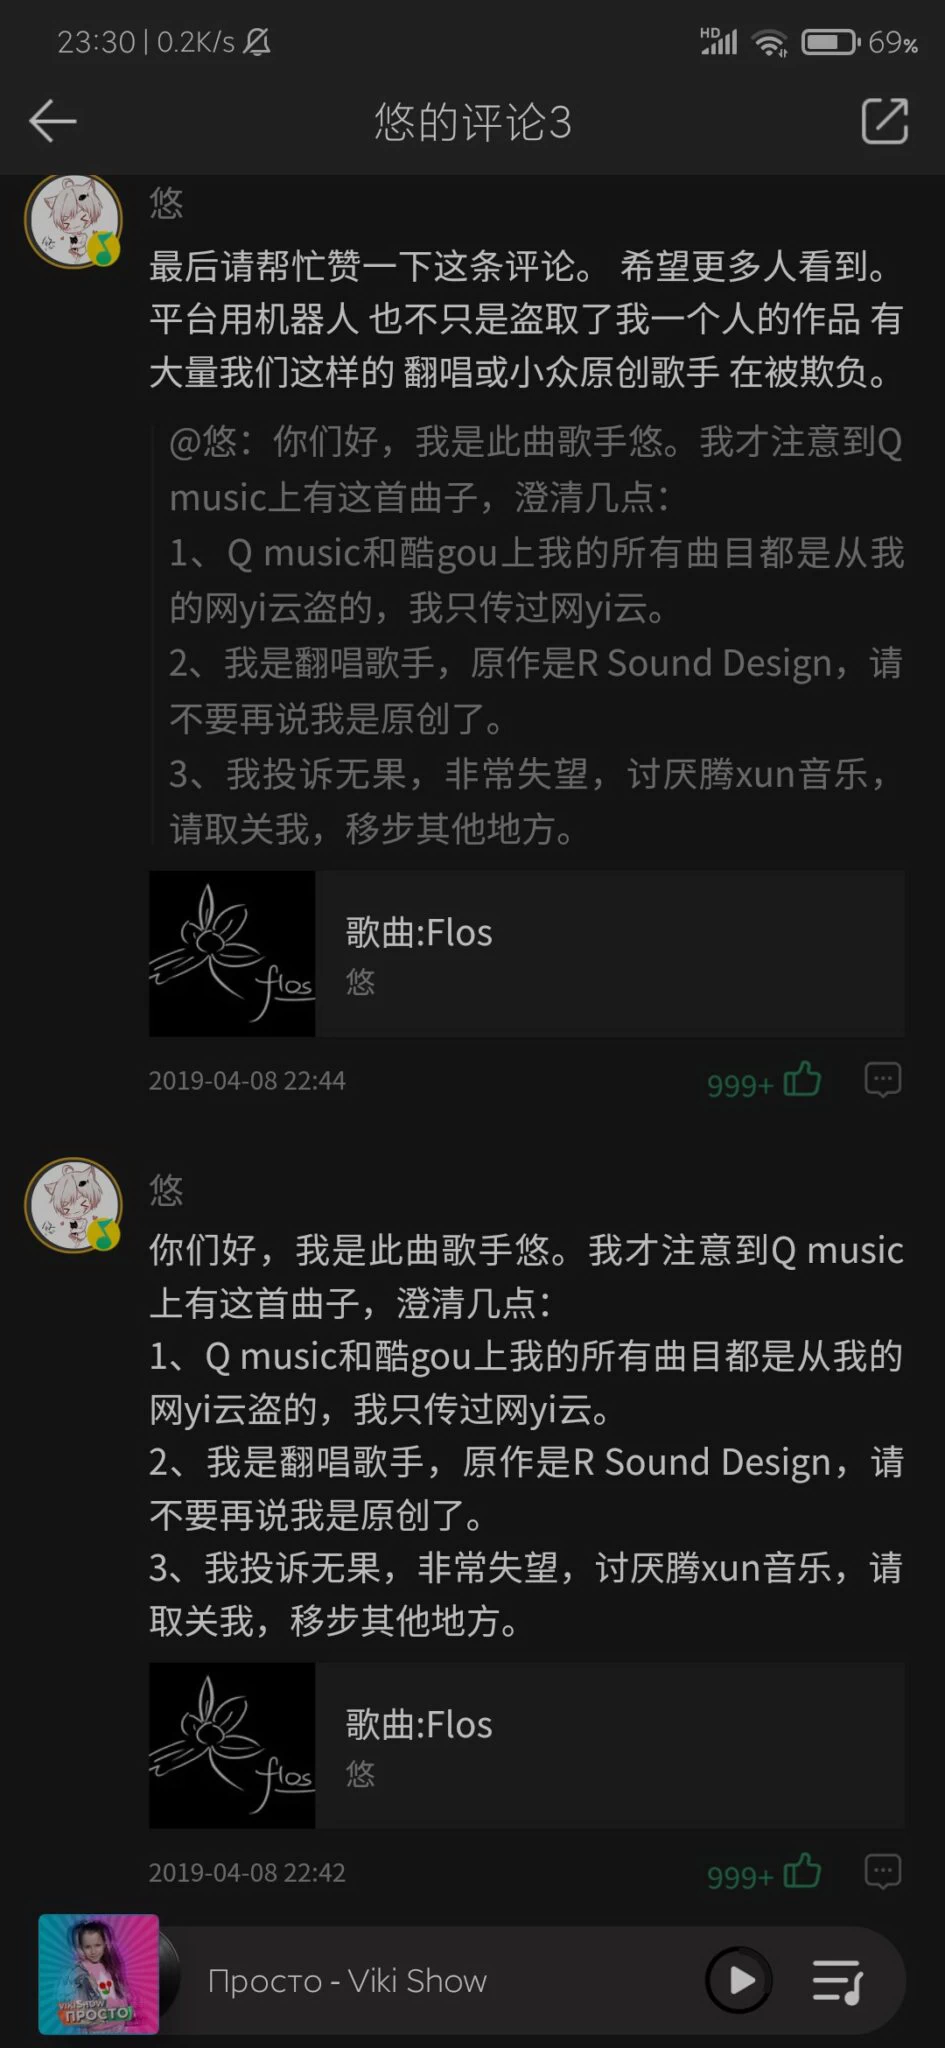 23:30 | 0.2K/s
HD
69%
悠的评论3
悠
最后请帮忙赞一下这条评论。 希望更多人看到。
平台用机器人 也不只是盗取了我一个人的作品 有
大量我们这样的 翻唱或小众原创歌手 在被欺负。
@悠：你们好，我是此曲歌手悠。我才注意到Q
music上有这首曲子，澄清几点：
1、Q music和酷gou上我的所有曲目都是从我
的网yi云盗的，我只传过网yi云。
2、我是翻唱歌手，原作是R Sound Design，请
不要再说我是原创了。
3、我投诉无果，非常失望，讨厌腾xun音乐，
请取关我，移步其他地方。
flos
歌曲:Flos
悠
2019-04-08 22:44
999+
悠
你们好，我是此曲歌手悠。我才注意到Q music
上有这首曲子，澄清几点：
1、Q music和酷gou上我的所有曲目都是从我的
网yi云盗的，我只传过网yi云。
2、我是翻唱歌手，原作是R Sound Design，请
不要再说我是原创了。
3、我投诉无果，非常失望，讨厌腾xun音乐，请
取关我，移步其他地方。
flos
歌曲:Flos
悠
2019-04-08 22:42
999+
VIKI SHOW
ПРОСТО!
Просто - Viki Show